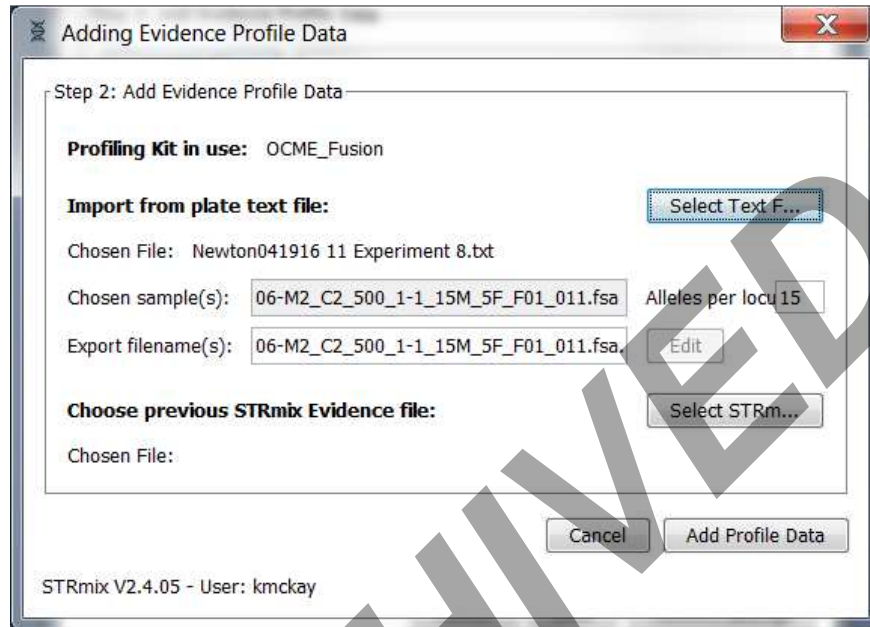 Adding Evidence Profile Data
Step 2: Add Evidence Profile Data
Profiling Kit in use: OCME_Fusion
Import from plate text file: Select Text F...
Chosen File: Newton041916 11 Experiment 8.txt
Chosen sample(s): 06-M2_C2_500_1-1_15M_5F_F01_011.fsa Alleles per locu 15
Export filename(s): 06-M2_C2_500_1-1_15M_5F_F01_011.fsa. Edit
Choose previous STRmix Evidence file: Select STRm...
Chosen File:
Cancel Add Profile Data
STRmix V2.4.05 - User: kmckay